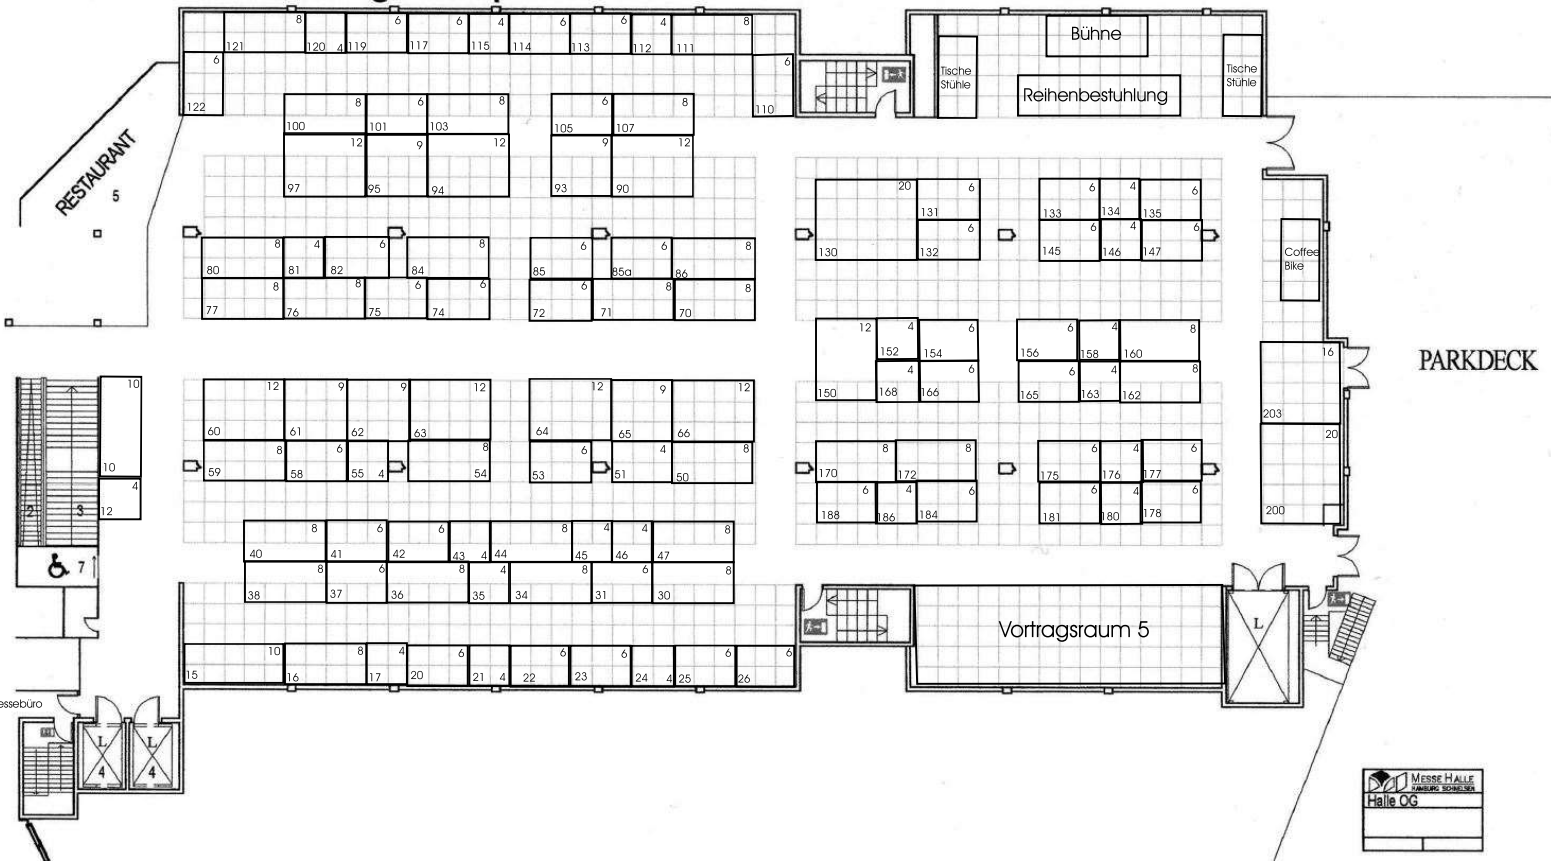 8 6 6 4 6 6 4 8
121 120 4 119 117 115 114 113 112 111
Bühne
6 6
122 110
Tische
Stühle
Tische
Stühle
Reihenbestuhlung
8 6 8 6 8
100 101 103 105 107
12 9 12 9 12
97 95 94 93 90
RESTAURANT
5
20 6 6 4 6
131 133 134 135
6 6 4 6
130 132 145 146 147
8 4 6 8 6 6 8
80 81 82 84 85 85a 86
Coffee
Bike
8 8 6 6 6 8 8
77 76 75 74 72 71 70
12 4 6 6 4 8
152 154 156 158 160
4 6 6 4 8
150 168 166 165 163 162
16
203
PARKDECK
10
10
4
12
2 3
7
12 9 9 12 12 9 12
60 61 62 63 64 65 66
8 6 8 6 4 8
59 58 55 4 54 53 51 50
8 8 6 4 6
170 172 175 176 177
6 4 6 6 4 6
188 186 184 181 180 178
20
200
8 6 6 8 4 4 8
40 41 42 43 4 44 45 46 47
8 6 8 4 8 6 8
38 37 36 35 34 31 30
Vortragsraum 5
L
10 8 4 6 6 6 6 6
15 16 17 20 21 4 22 23 24 4 25 26
essebüro
L L
4 4
MESSE HALLE
HAMBURG SCHNELSEN
Halle OG